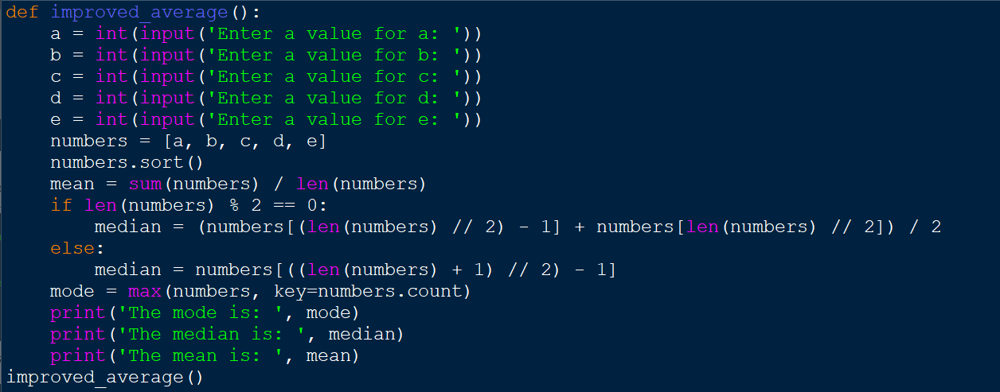 def improved_average():
    a = int(input('Enter a value for a: '))
    b = int(input('Enter a value for b: '))
    c = int(input('Enter a value for c: '))
    d = int(input('Enter a value for d: '))
    e = int(input('Enter a value for e: '))
    numbers = [a, b, c, d, e]
    numbers.sort()
    mean = sum(numbers) / len(numbers)
    if len(numbers) % 2 == 0:
        median = (numbers[(len(numbers) // 2) - 1] + numbers[len(numbers) // 2]) / 2
    else:
        median = numbers[((len(numbers) + 1) // 2) - 1]
    mode = max(numbers, key=numbers.count)
    print('The mode is: ', mode)
    print('The median is: ', median)
    print('The mean is: ', mean)
improved_average()